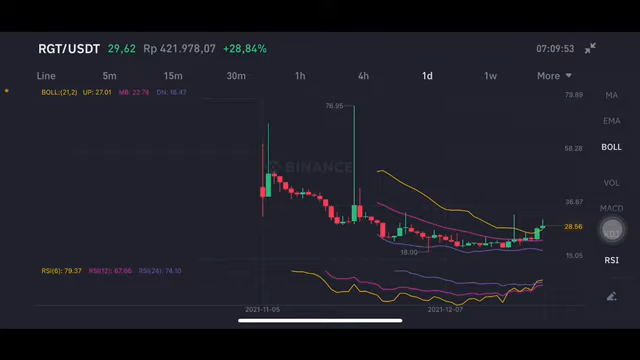 RGT/USDT 29,62 Rp 421.978,07 +28,84% 07:09:53
Line 5m 15m 30m 1h 4h 1d 1w More
BOLL:(21,2) UP: 27.01 MB: 22.74 DN: 18.47
79.89
MA
76.95
EMA
58.28
BOLL
BINANCE
VOL
36.67
MACD
28.56
18.00
15.05
RSI
RSI(6): 79.37 RSI(12): 67.66 RSI(24): 74.10
2021-11-05 2021-12-07